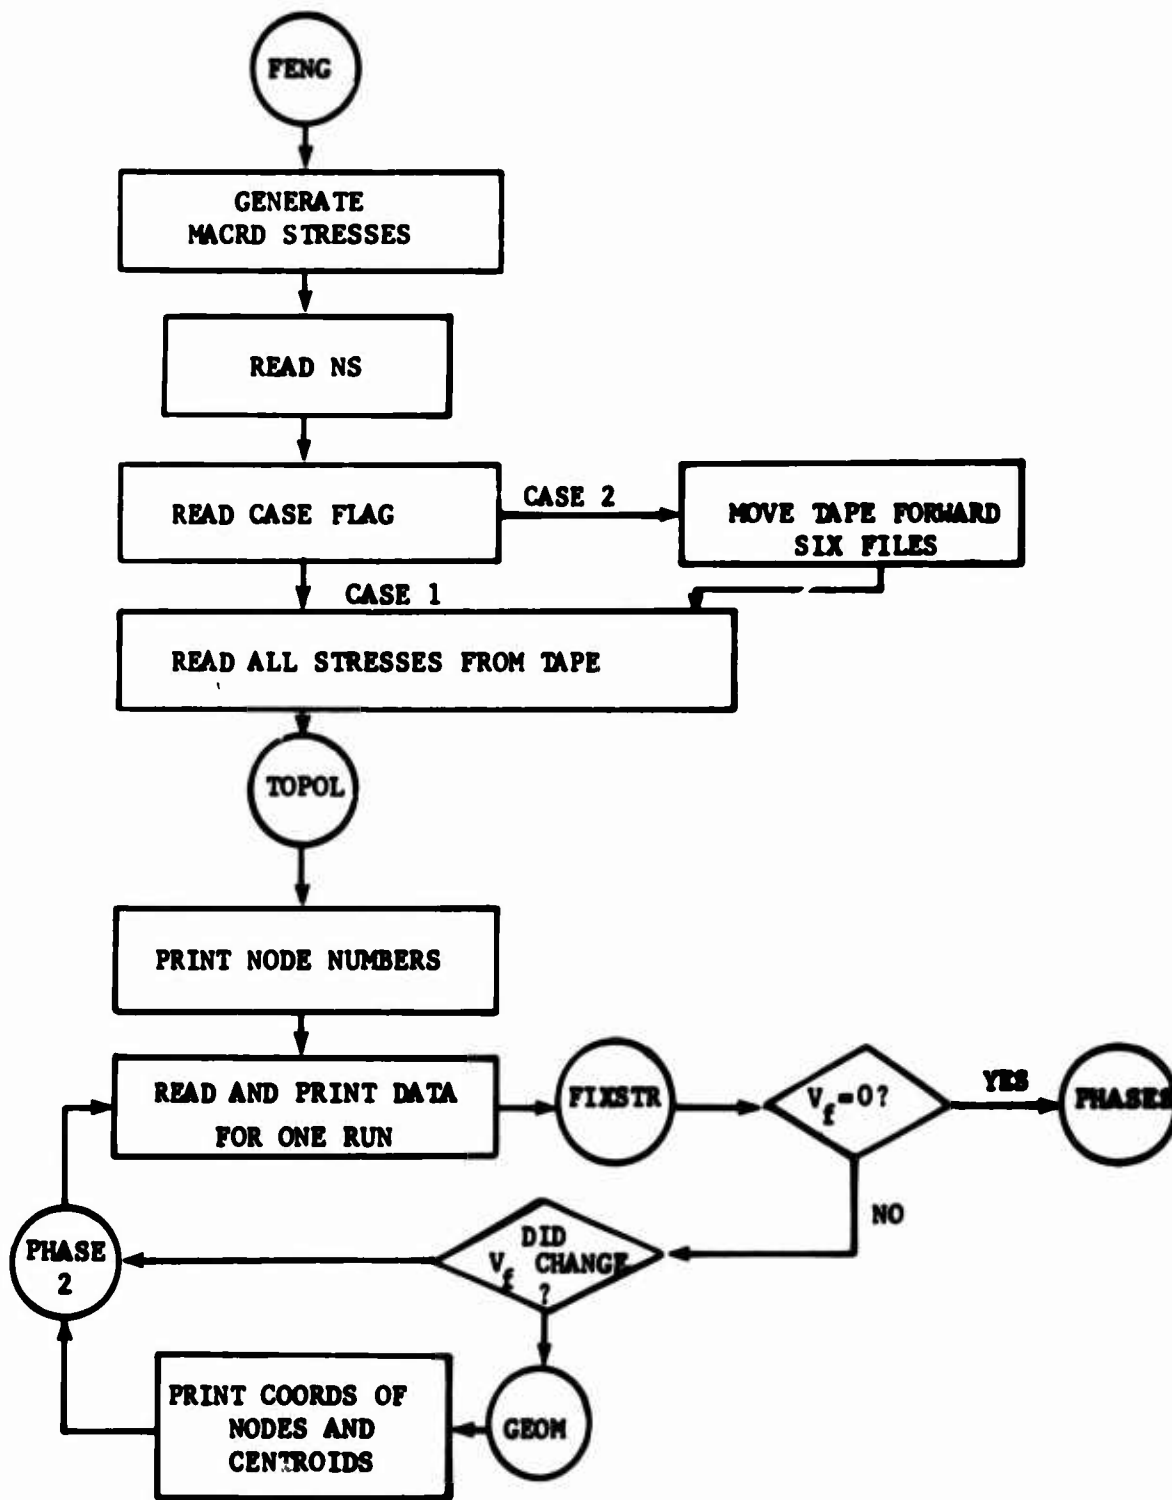 FENG
GENERATE
MACRD STRESSES
READ NS
READ CASE FLAG
CASE 2
MOVE TAPE FORWARD
SIX FILES
CASE 1
READ ALL STRESSES FROM TAPE
TOPOL
PRINT NODE NUMBERS
READ AND PRINT DATA
FOR ONE RUN
FIXSTR
V_f=0?
YES
PHASES
NO
DID
V_f CHANGE
?
PHASE
2
PRINT COORDS OF
NODES AND
CENTROIDS
GEOM